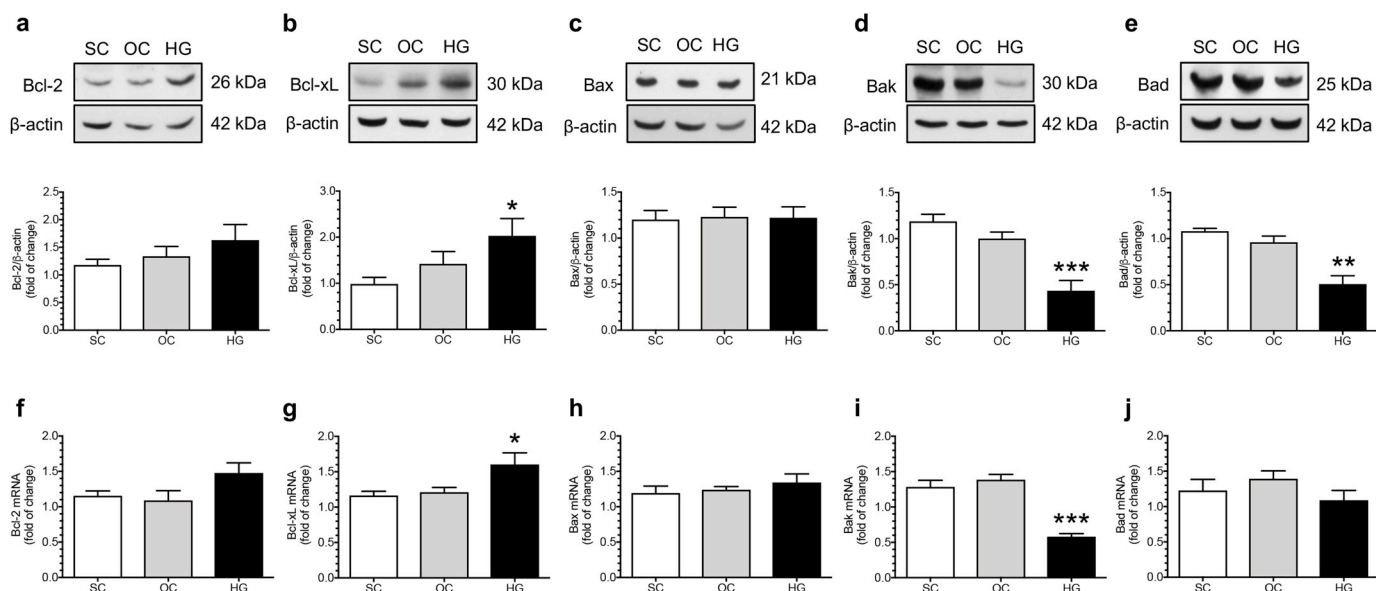 a
SC OC HG
Bcl-2 26 kDa
β-actin 42 kDa
2.5
2.0
1.5
1.0
0.5
0.0
Bcl-2/β-actin
(fold of change)
SC OC HG
b
SC OC HG
Bcl-xL 30 kDa
β-actin 42 kDa
3.0
2.0
1.0
0.0
Bcl-xL/β-actin
(fold of change)
*
SC OC HG
c
SC OC HG
Bax 21 kDa
β-actin 42 kDa
1.5
1.0
0.5
0.0
Bax/β-actin
(fold of change)
SC OC HG
d
SC OC HG
Bak 30 kDa
β-actin 42 kDa
1.5
1.0
0.5
0.0
Bak/β-actin
(fold of change)
***
SC OC HG
e
SC OC HG
Bad 25 kDa
β-actin 42 kDa
1.5
1.0
0.5
0.0
Bad/β-actin
(fold of change)
**
SC OC HG
f
2.0
1.5
1.0
0.5
0.0
Bcl-2 mRNA
(fold of change)
SC OC HG
g
2.0
1.5
1.0
0.5
0.0
Bcl-xL mRNA
(fold of change)
*
SC OC HG
h
2.0
1.5
1.0
0.5
0.0
Bax mRNA
(fold of change)
SC OC HG
i
2.0
1.5
1.0
0.5
0.0
Bak mRNA
(fold of change)
***
SC OC HG
j
2.0
1.5
1.0
0.5
0.0
Bad mRNA
(fold of change)
SC OC HG